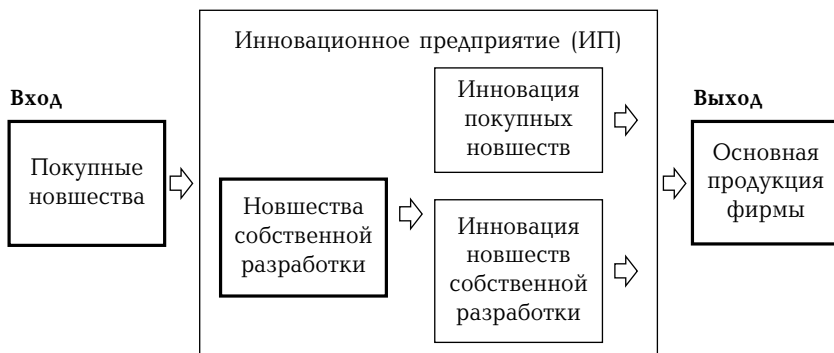 Инновационное предприятие (ИП)
Вход
Покупные
новшества
Новшества
собственной
разработки
Инновация
покупных
новшеств
Инновация
новшеств
собственной
разработки
Выход
Основная
продукция
фирмы